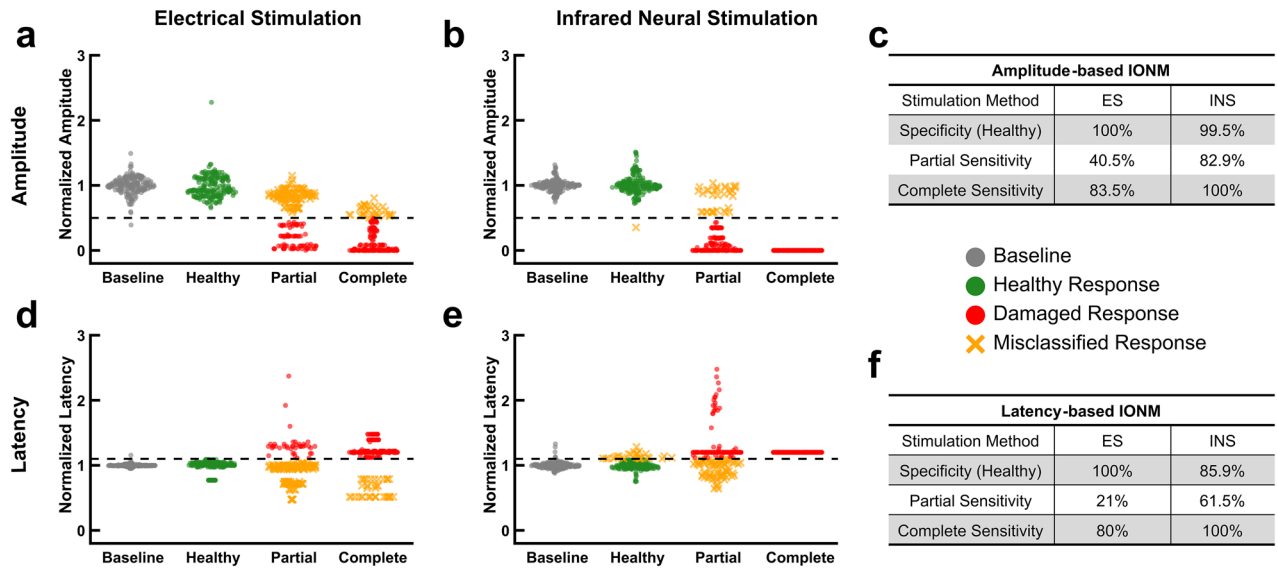 Electrical Stimulation
Infrared Neural Stimulation
a
b
c
Amplitude
Normalized Ampitude
3
2
1
0
Baseline Healthy Partial Complete
Normalized Ampitude
3
2
1
0
Baseline Healthy Partial Complete
Amplitude-based IONM
Stimulation Method ES INS
Specificity (Healthy) 100% 99.5%
Partial Sensitivity 40.5% 82.9%
Complete Sensitivity 83.5% 100%
Baseline
Healthy Response
Damaged Response
Misclassified Response
d
e
f
Latency
Normalized Latency
3
2
1
0
Baseline Healthy Partial Complete
Normalized Latency
3
2
1
0
Baseline Healthy Partial Complete
Latency-based IONM
Stimulation Method ES INS
Specificity (Healthy) 100% 85.9%
Partial Sensitivity 21% 61.5%
Complete Sensitivity 80% 100%